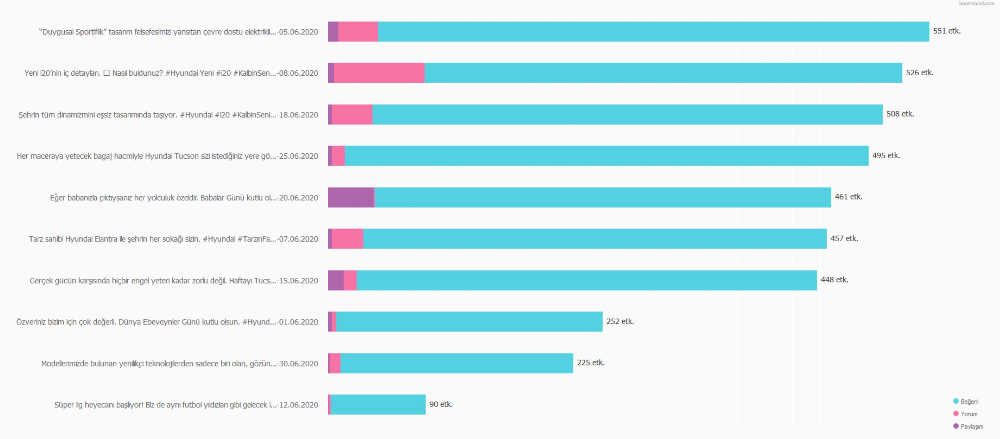 boomsocial.com
“Duygusal Sportiflik” tasarım felsefesimizi yansıtan çevre dostu elektrikli...-05.06.2020
551 etk.
Yeni i20’nin iç detayları. □ Nasıl buldunuz? #Hyundai Yeni #i20 #KalbinSen...-08.06.2020
526 etk.
Şehrin tüm dinamizmini eşsiz tasarımında taşıyor. #Hyundai #i20 #KalbinSeni...-18.06.2020
508 etk.
Her maceraya yetecek bagaj hacmiyle Hyundai Tucson sizi istediğiniz yere gö...-25.06.2020
495 etk.
Eğer babanızla çıktıysanız her yolculuk özeldir. Babalar Günü kutlu ol...-20.06.2020
461 etk.
Tarz sahibi Hyundai Elantra ile şehrin her sokağı sizin. #Hyundai #TarzınFa...-07.06.2020
457 etk.
Gerçek gücün karşısında hiçbir engel yeteri kadar zorlu değil. Haftayı Tucs...-15.06.2020
448 etk.
Özveriniz bizim için çok değerli. Dünya Ebeveynler Günü kutlu olsun. #Hyund...-01.06.2020
252 etk.
Modellerimizde bulunan yenilikçi teknolojilerden sadece biri olan, gözün...-30.06.2020
225 etk.
Süper lig heyecanı başlıyor! Biz de aynı futbol yıldızları gibi gelecek i...-12.06.2020
90 etk.
Beğeni
Yorum
Paylaşım